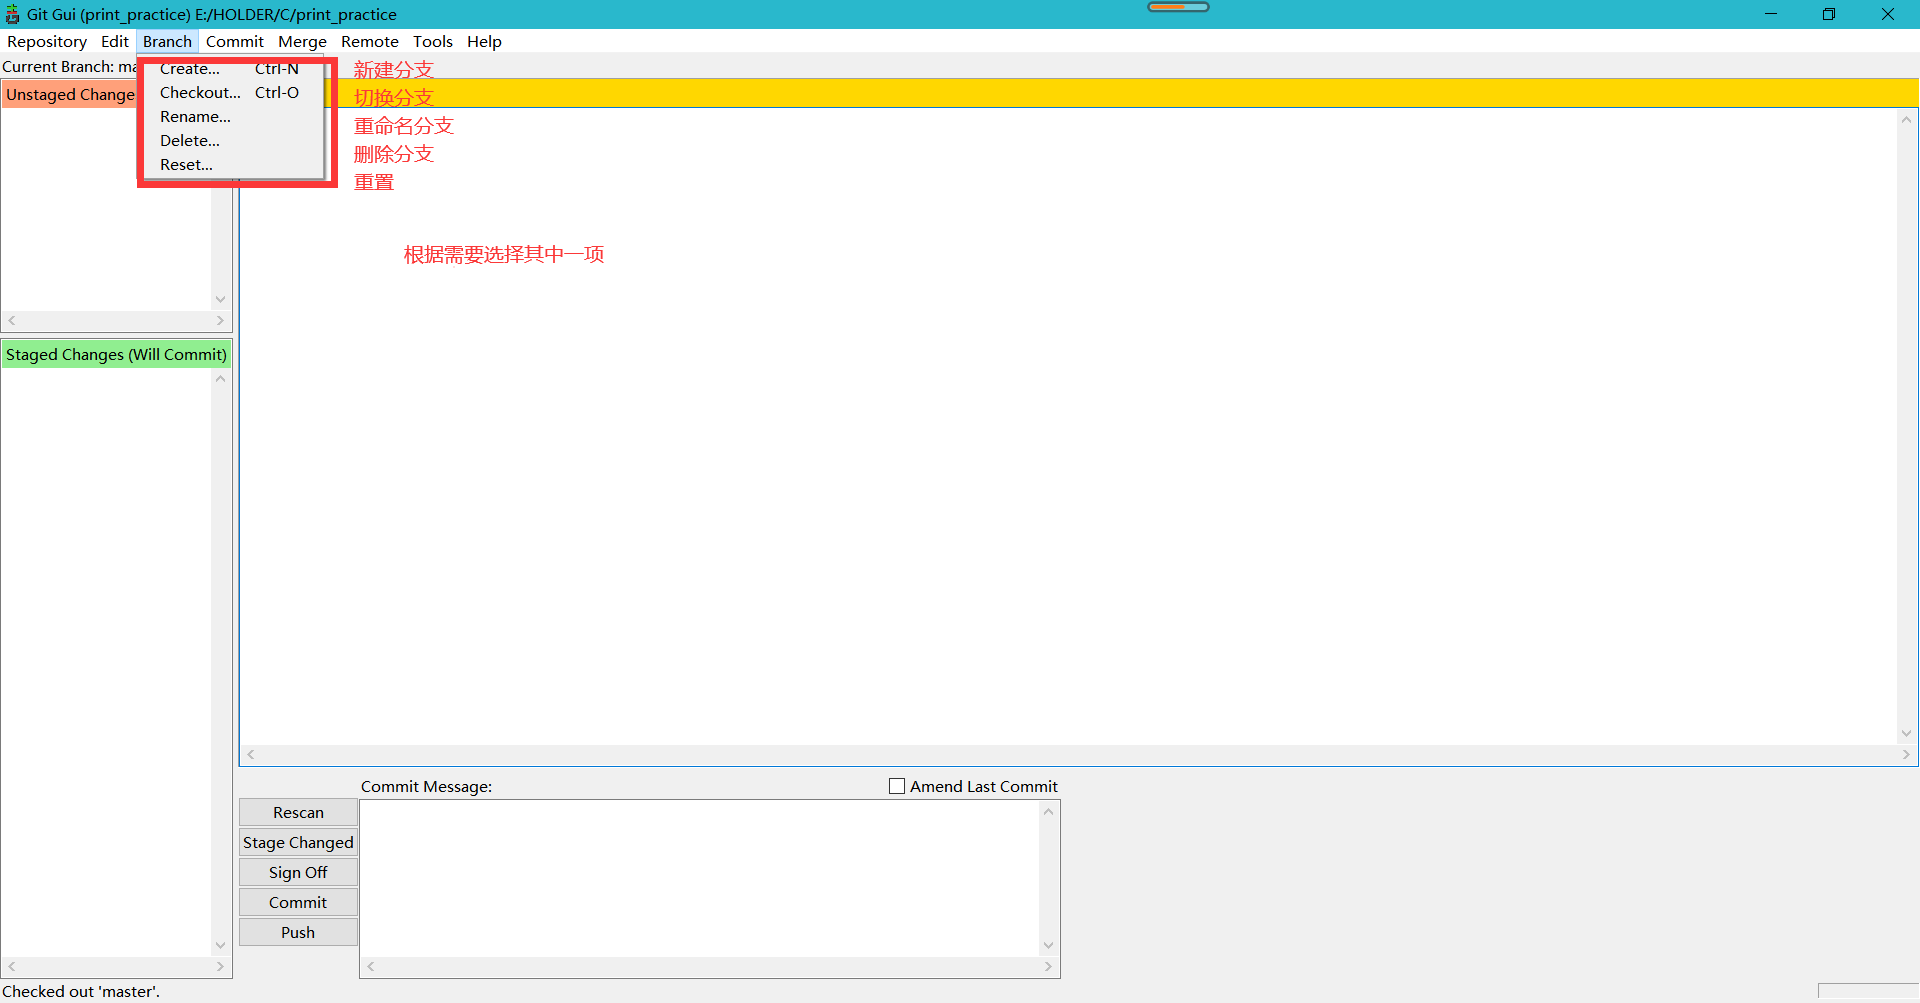 Git Gui (print_practice) E:/HOLDER/C/print_practice
Repository Edit Branch Commit Merge Remote Tools Help
Current Branch: ma
Create... Ctrl-N 新建分支
Unstaged Change
Checkout... Ctrl-O 切换分支
Rename... 重命名分支
Delete... 删除分支
Reset... 重置
根据需要选择其中一项
Staged Changes (Will Commit)
Commit Message: Amend Last Commit
Rescan
Stage Changed
Sign Off
Commit
Push
Checked out 'master'.